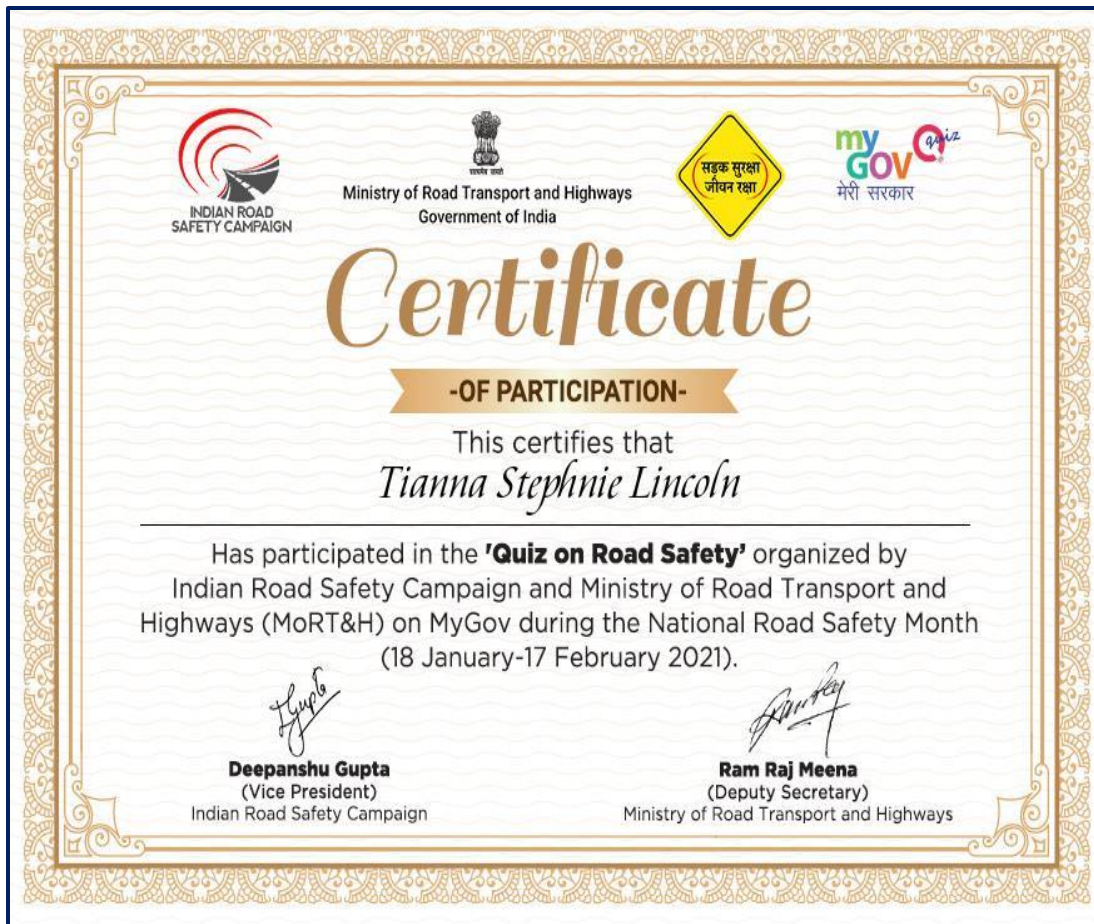 INDIAN ROAD
SAFETY CAMPAIGN
सत्यमेव जयते
Ministry of Road Transport and Highways
Government of India
सड़क सुरक्षा
जीवन रक्षा
my quiz
GOV
मेरी सरकार
Certificate
-OF PARTICIPATION-
This certifies that
Tianna Stephnie Lincoln
Has participated in the 'Quiz on Road Safety' organized by
Indian Road Safety Campaign and Ministry of Road Transport and
Highways (MoRT&H) on MyGov during the National Road Safety Month
(18 January-17 February 2021).
Deepanshu Gupta
(Vice President)
Indian Road Safety Campaign
Ram Raj Meena
(Deputy Secretary)
Ministry of Road Transport and Highways